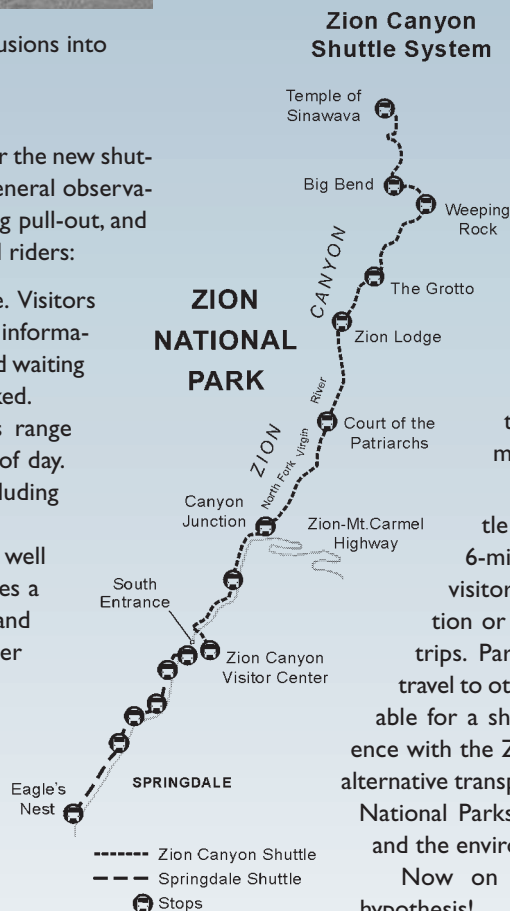 usions into
r the new shut-
eneral observa-
g pull-out, and
l riders:
e. Visitors
informa-
d waiting
ked.
s range
of day.
luding
well
es a
and
er
Zion Canyon
Shuttle System
Temple of
Sinawava
Big Bend
Weeping
Rock
The Grotto
Zion Lodge
CANYON
ZION
NATIONAL
PARK
Court of the
Patriarchs
ZION
North Fork Virgin River
Canyon
Junction
Zion-Mt.Carmel
Highway
South
Entrance
Zion Canyon
Visitor Center
SPRINGDALE
Eagle's
Nest
Zion Canyon Shuttle
Springdale Shuttle
Stops
t
m
tle
6-mi
visitor
tion or
trips. Par
travel to ot
able for a sh
ence with the Z
alternative transp
National Parks
and the enviro
Now on
hypothesis!